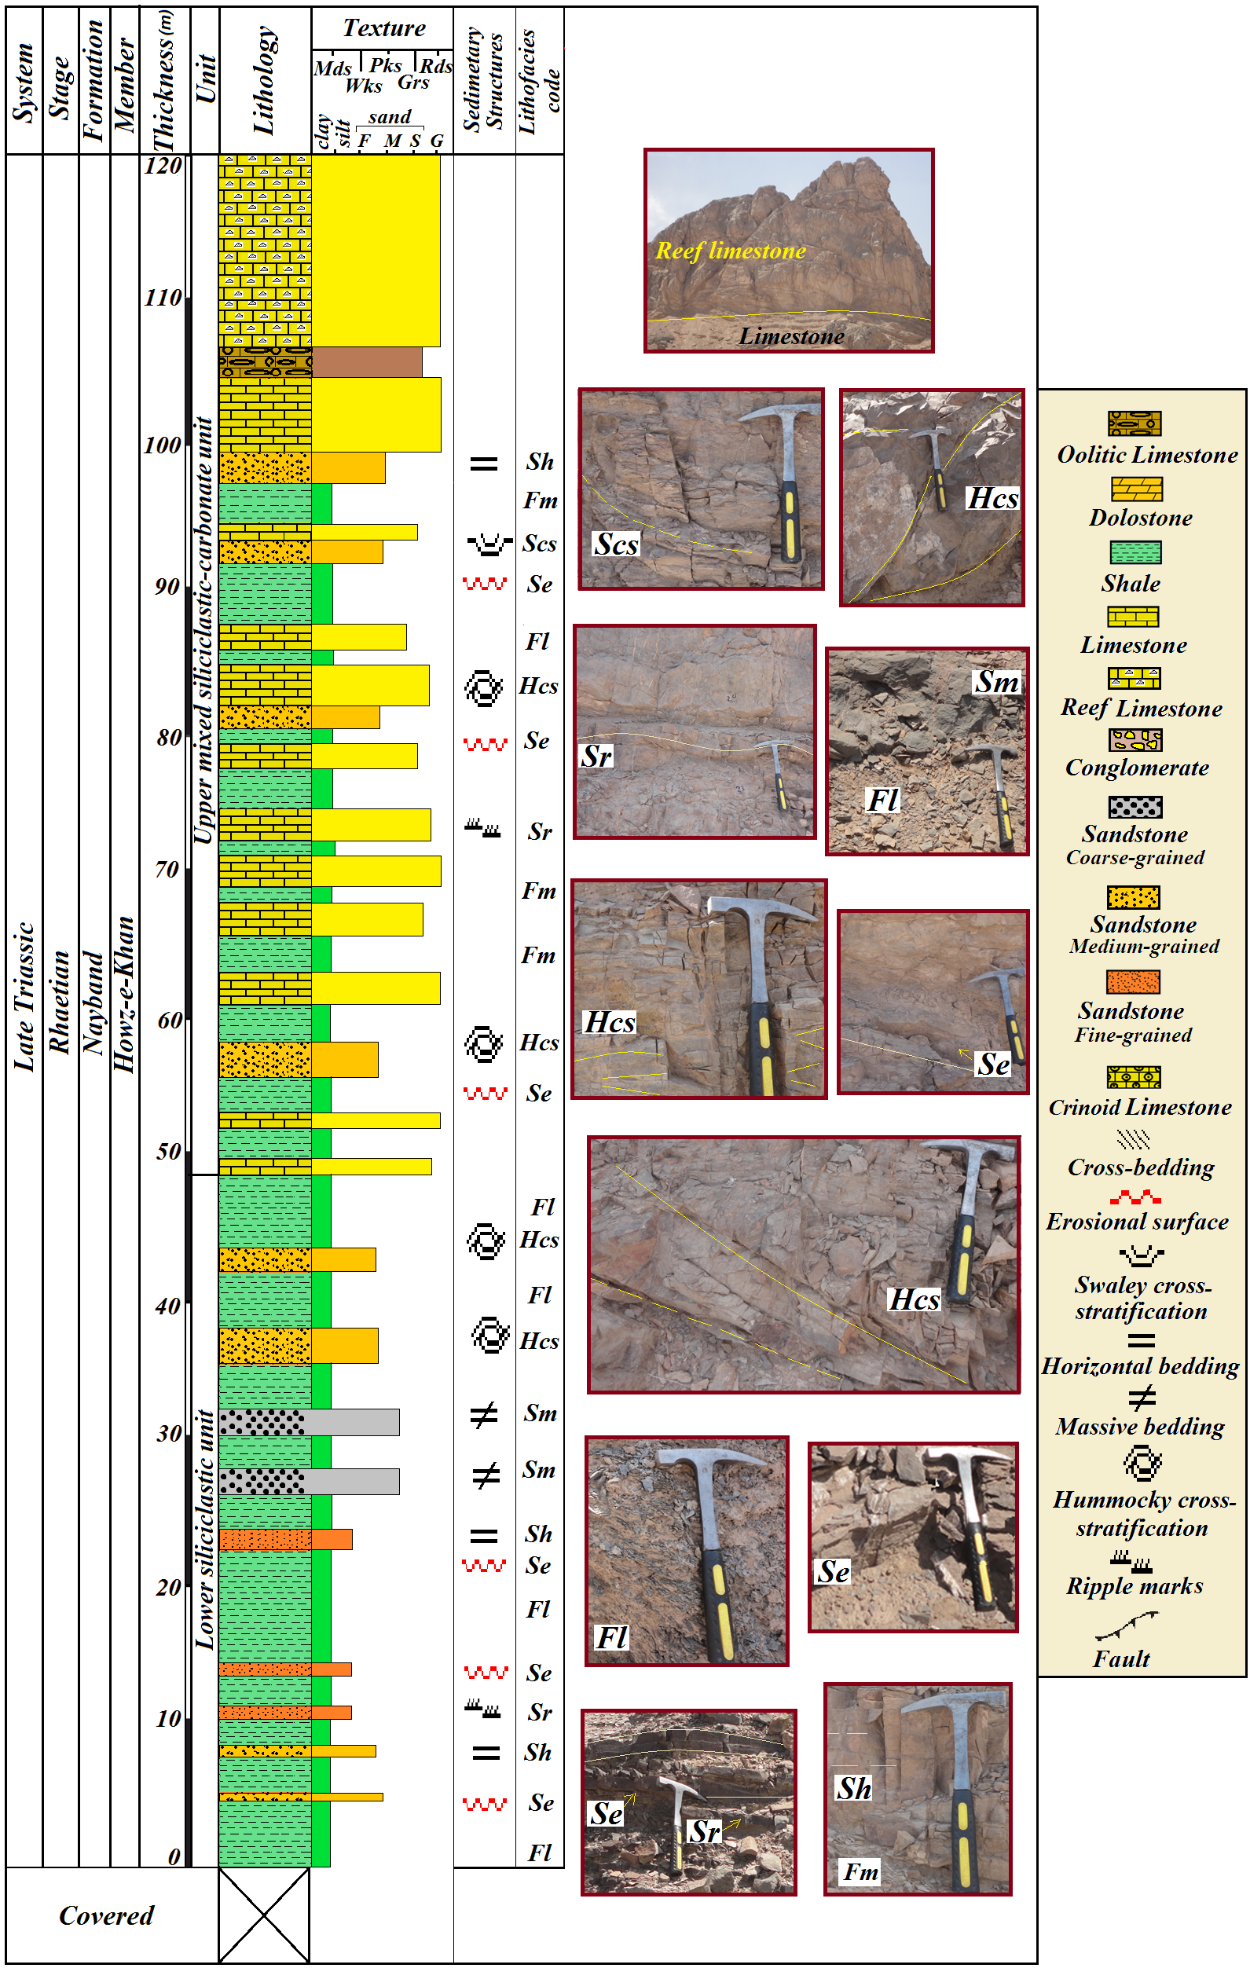 System
Stage
Formation
Member
Thickness (m)
Unit
Lithology
Texture
Mds
Pks
Rds
Wks
Grs
sand
clay
silt
F M S G
Sedimetary
Structures
Lithofacies
code
Late Triassic
Rhaetian
Nayband
Howz-e-Khan
120
110
100
90
80
70
60
50
40
30
20
10
0
Upper mixed siliciclastic-carbonate unit
Lower siliciclastic unit
Sh
Fm
Scs
Se
Fl
Hcs
Se
Sr
Fm
Fm
Hcs
Se
Fl
Hcs
Fl
Hcs
Sm
Sm
Sh
Se
Fl
Se
Sr
Sh
Se
Fl
Covered
Reef limestone
Limestone
Scs
Hcs
Sr
Sm
Fl
Hcs
Se
Hcs
Fl
Se
Se
Sr
Sh
Fm
Oolitic Limestone
Dolostone
Shale
Limestone
Reef Limestone
Conglomerate
Sandstone
Coarse-grained
Sandstone
Medium-grained
Sandstone
Fine-grained
Crinoid Limestone
Cross-bedding
Erosional surface
Swaley cross-
stratification
Horizontal bedding
Massive bedding
Hummocky cross-
stratification
Ripple marks
Fault